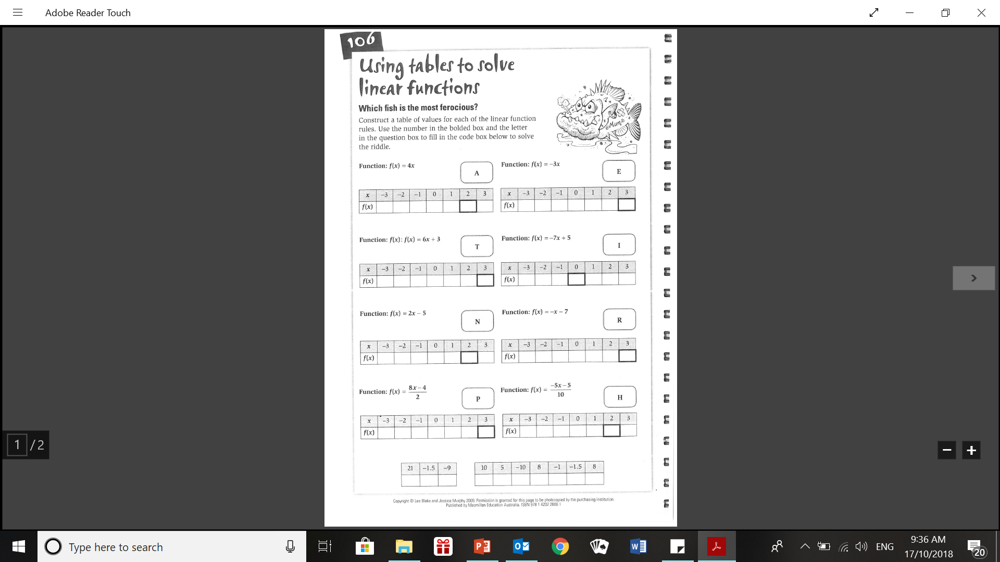 Adobe Reader Touch
106
Using tables to solve
linear functions
Which fish is the most ferocious?
Construct a table of values for each of the linear function
rules. Use the number in the bolded box and the letter
in the question box to fill in the code box below to solve
the riddle.
Mum
Function: f(x) = 4x
A
x −3 −2 −1 0 1 2 3
f(x)
Function: f(x) = −3x
E
x −3 −2 −1 0 1 2 3
f(x)
Function: f(x): f(x) = 6x + 3
T
x −3 −2 −1 0 1 2 3
f(x)
Function: f(x) = −7x + 5
I
x −3 −2 −1 0 1 2 3
f(x)
Function: f(x) = 2x − 5
N
x −3 −2 −1 0 1 2 3
f(x)
Function: f(x) = −x − 7
R
x −3 −2 −1 0 1 2 3
f(x)
Function: f(x) = 8x − 4 / 2
P
x −3 −2 −1 0 1 2 3
f(x)
Function: f(x) = −5x − 5 / 10
H
x −3 −2 −1 0 1 2 3
f(x)
21 −1.5 −9
10 5 −10 8 −1 −1.5 8
Copyright © Lee Blake and Jessica Murphy 2009. Permission is granted for this page to be photocopied by the purchasing institution.
Published by Macmillan Education Australia. ISBN 978 1 4202 2886 1
1 / 2
Type here to search
ENG
9:36 AM
17/10/2018
20